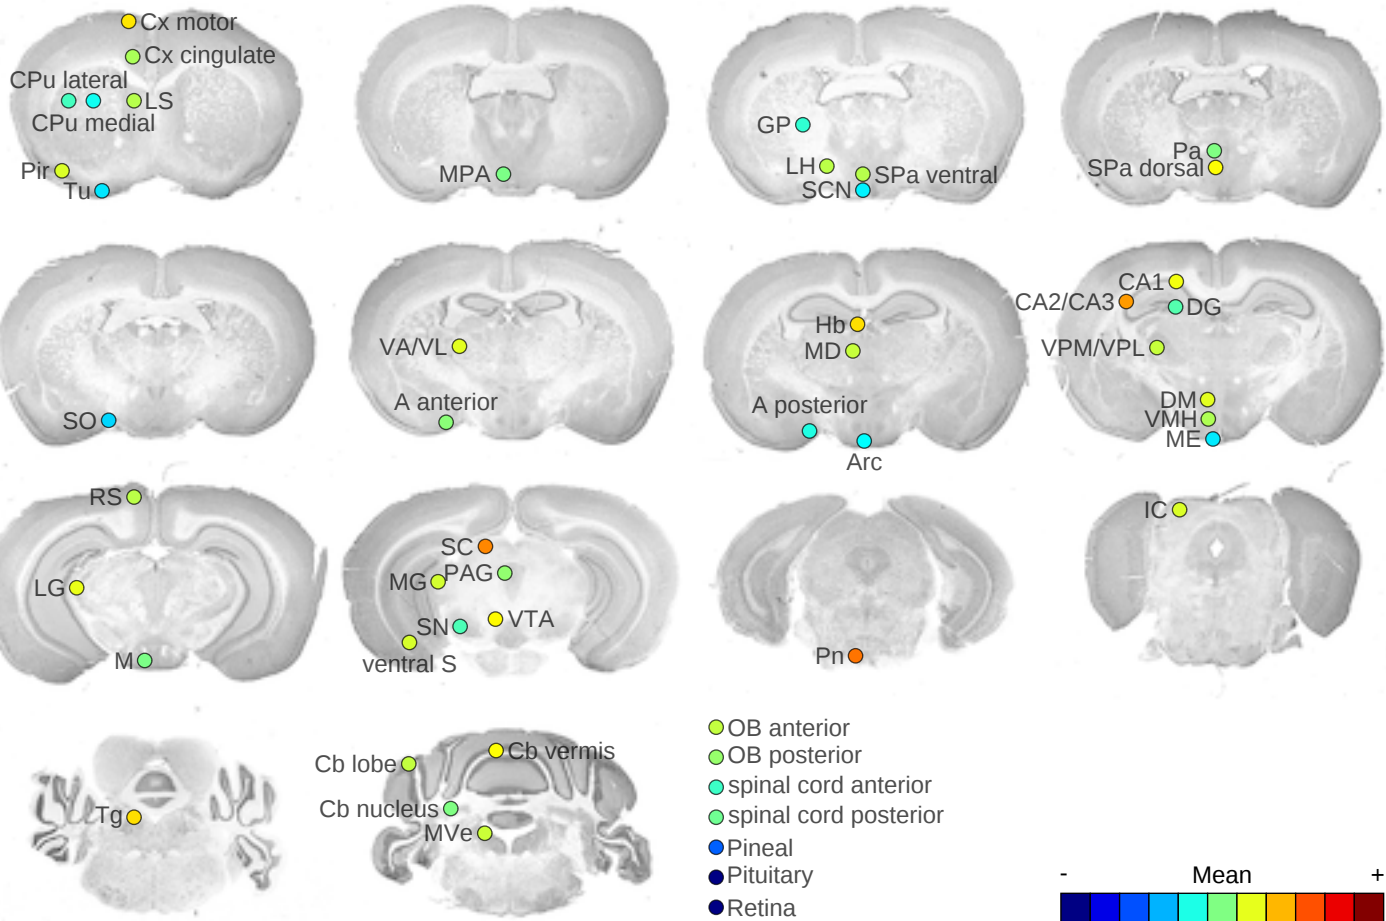 Cx motor
Cx cingulate
CPu lateral
LS
CPu medial
Pir
Tu
MPA
GP
LH
SPa ventral
SCN
Pa
SPa dorsal
SO
VA/VL
A anterior
Hb
MD
A posterior
Arc
CA1
CA2/CA3
DG
VPM/VPL
DM
VMH
ME
RS
LG
M
SC
PAG
MG
VTA
SN
ventral S
Pn
IC
Tg
Cb vermis
Cb lobe
Cb nucleus
MVe
OB anterior
OB posterior
spinal cord anterior
spinal cord posterior
Pineal
Pituitary
Retina
- Mean +